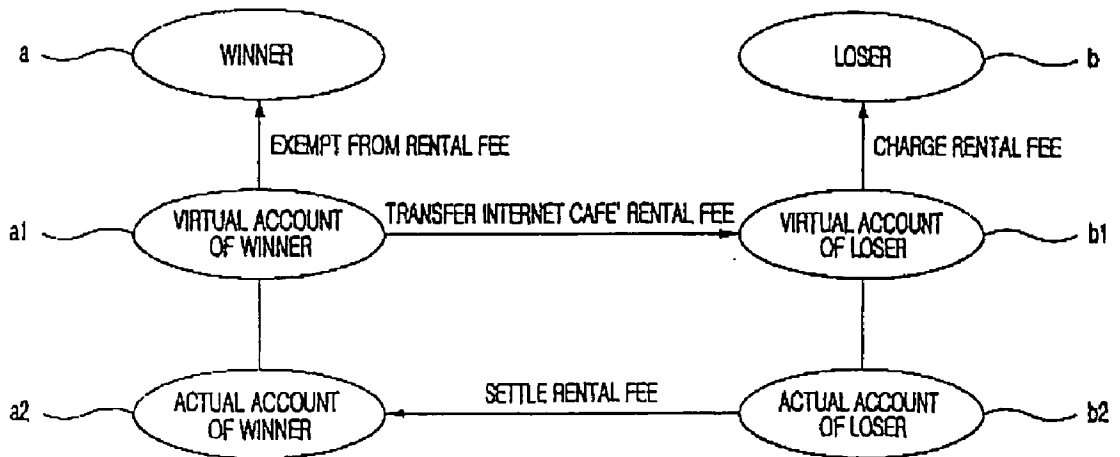 a
WINNER
LOSER
b
EXEMPT FROM RENTAL FEE
CHARGE RENTAL FEE
a1
VIRTUAL ACCOUNT
OF WINNER
TRANSFER INTERNET CAFE' RENTAL FEE
VIRTUAL ACCOUNT
OF LOSER
b1
a2
ACTUAL ACCOUNT
OF WINNER
SETTLE RENTAL FEE
ACTUAL ACCOUNT
OF LOSER
b2